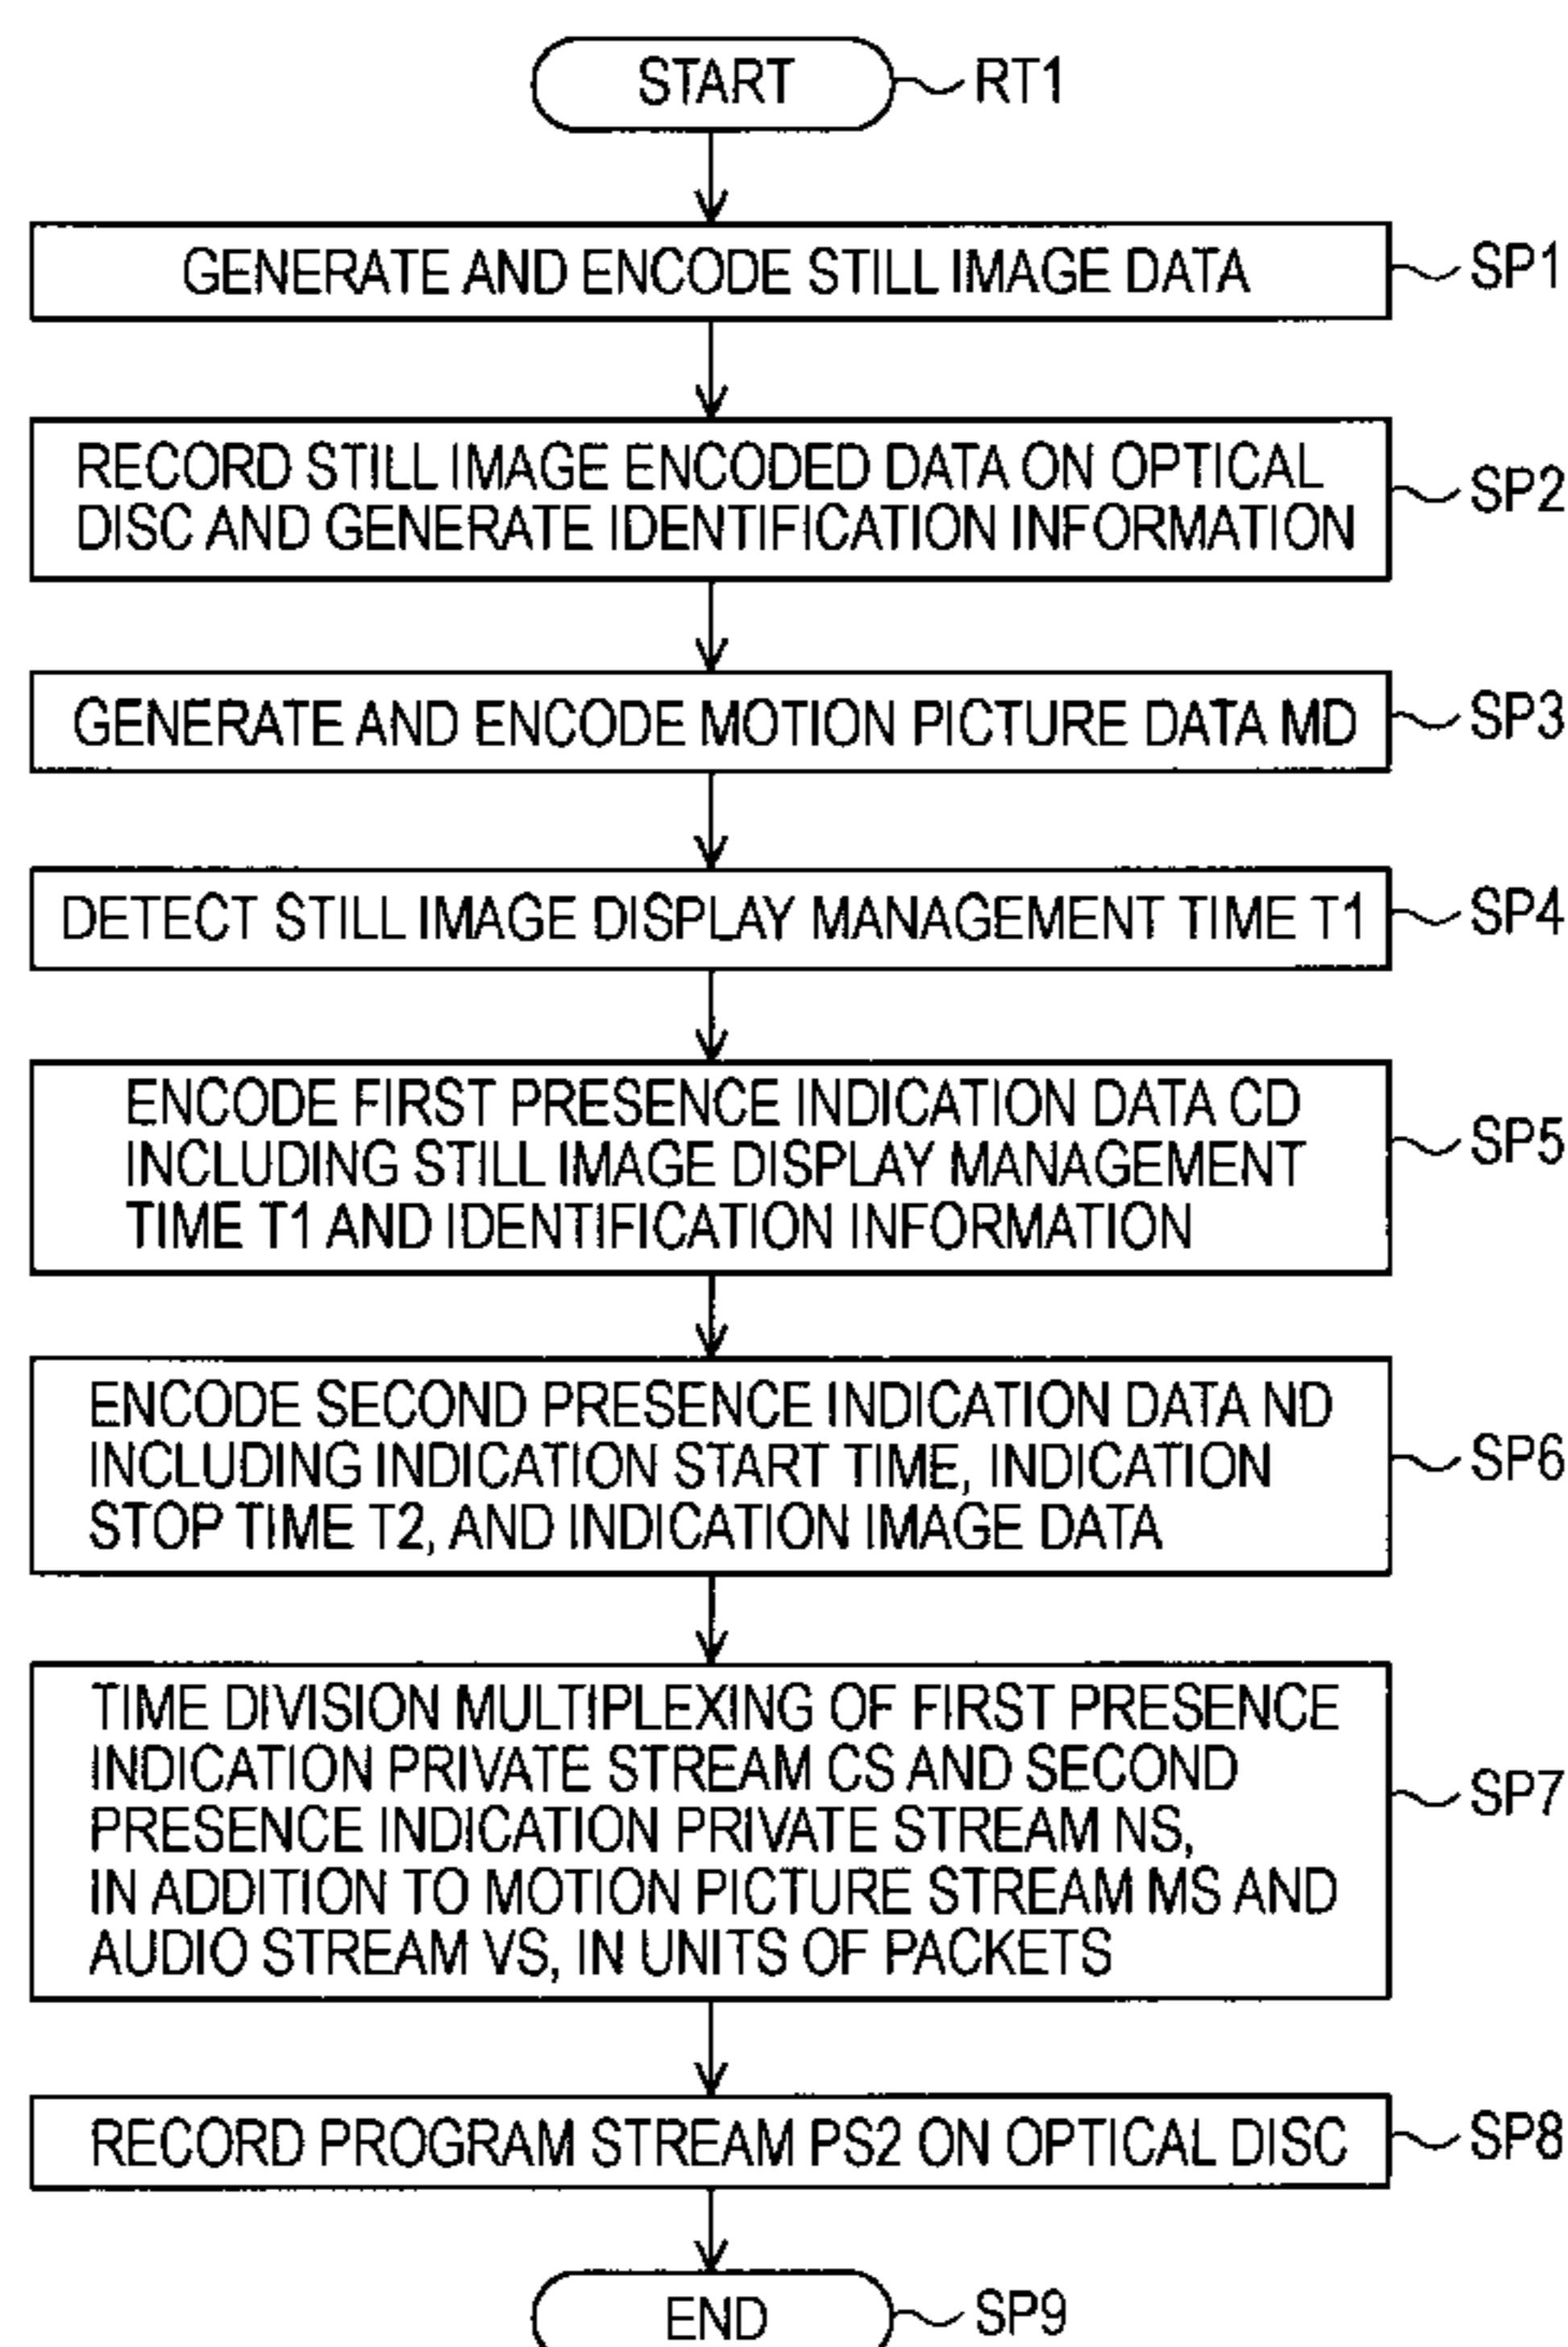 START
RT1
GENERATE AND ENCODE STILL IMAGE DATA
SP1
RECORD STILL IMAGE ENCODED DATA ON OPTICAL
DISC AND GENERATE IDENTIFICATION INFORMATION
SP2
GENERATE AND ENCODE MOTION PICTURE DATA MD
SP3
DETECT STILL IMAGE DISPLAY MANAGEMENT TIME T1
SP4
ENCODE FIRST PRESENCE INDICATION DATA CD
INCLUDING STILL IMAGE DISPLAY MANAGEMENT
TIME T1 AND IDENTIFICATION INFORMATION
SP5
ENCODE SECOND PRESENCE INDICATION DATA ND
INCLUDING INDICATION START TIME, INDICATION
STOP TIME T2, AND INDICATION IMAGE DATA
SP6
TIME DIVISION MULTIPLEXING OF FIRST PRESENCE
INDICATION PRIVATE STREAM CS AND SECOND
PRESENCE INDICATION PRIVATE STREAM NS,
IN ADDITION TO MOTION PICTURE STREAM MS AND
AUDIO STREAM VS, IN UNITS OF PACKETS
SP7
RECORD PROGRAM STREAM PS2 ON OPTICAL DISC
SP8
END
SP9